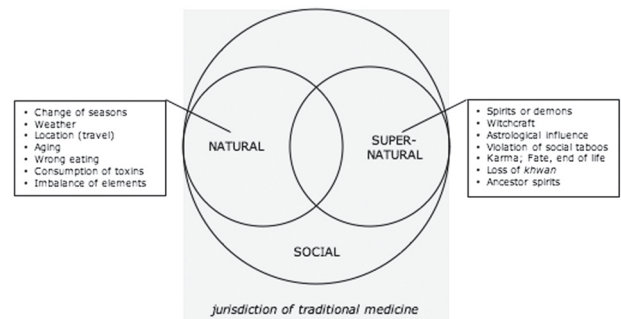 • Change of seasons
• Weather
• Location (travel)
• Aging
• Wrong eating
• Consumption of toxins
• Imbalance of elements
NATURAL
SUPER-
NATURAL
• Spirits or demons
• Witchcraft
• Astrological influence
• Violation of social taboos
• Karma; Fate, end of life
• Loss of khwan
• Ancestor spirits
SOCIAL
jurisdiction of traditional medicine